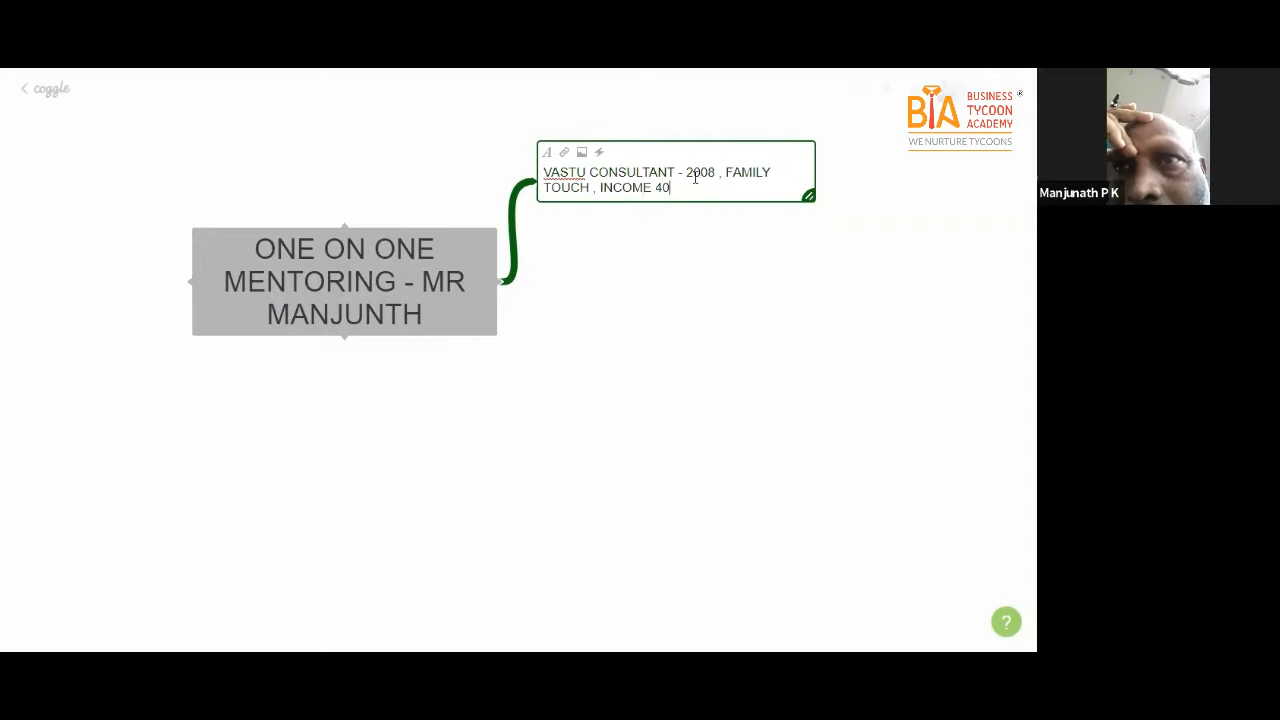 coggle
BIA
BUSINESS
TYCOON
ACADEMY
®
WE NURTURE TYCOONS
VASTU CONSULTANT - 2008 , FAMILY
TOUCH , INCOME 40
Manjunath P K
ONE ON ONE
MENTORING - MR
MANJUNTH
?